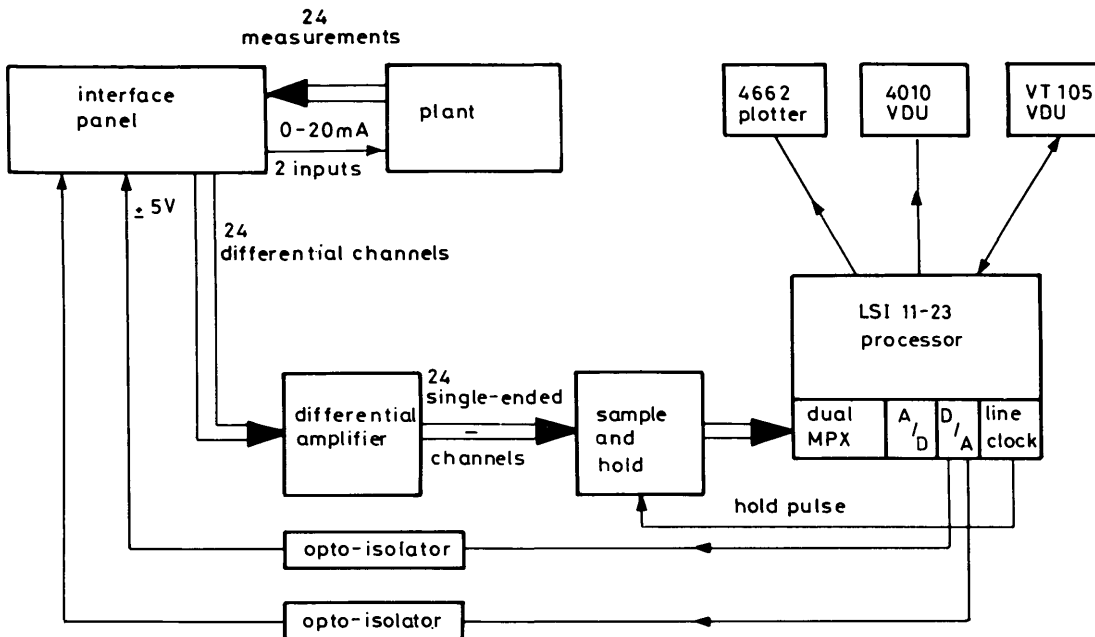 24
measurements
interface
panel
plant
0-20mA
2 inputs
± 5V
24
differential channels
4662
plotter
4010
VDU
VT 105
VDU
LSI 11-23
processor
dual
MPX
A/D
D/A
line
clock
differential
amplifier
24
single-ended
channels
sample
and
hold
hold pulse
opto-isolator
opto-isolator